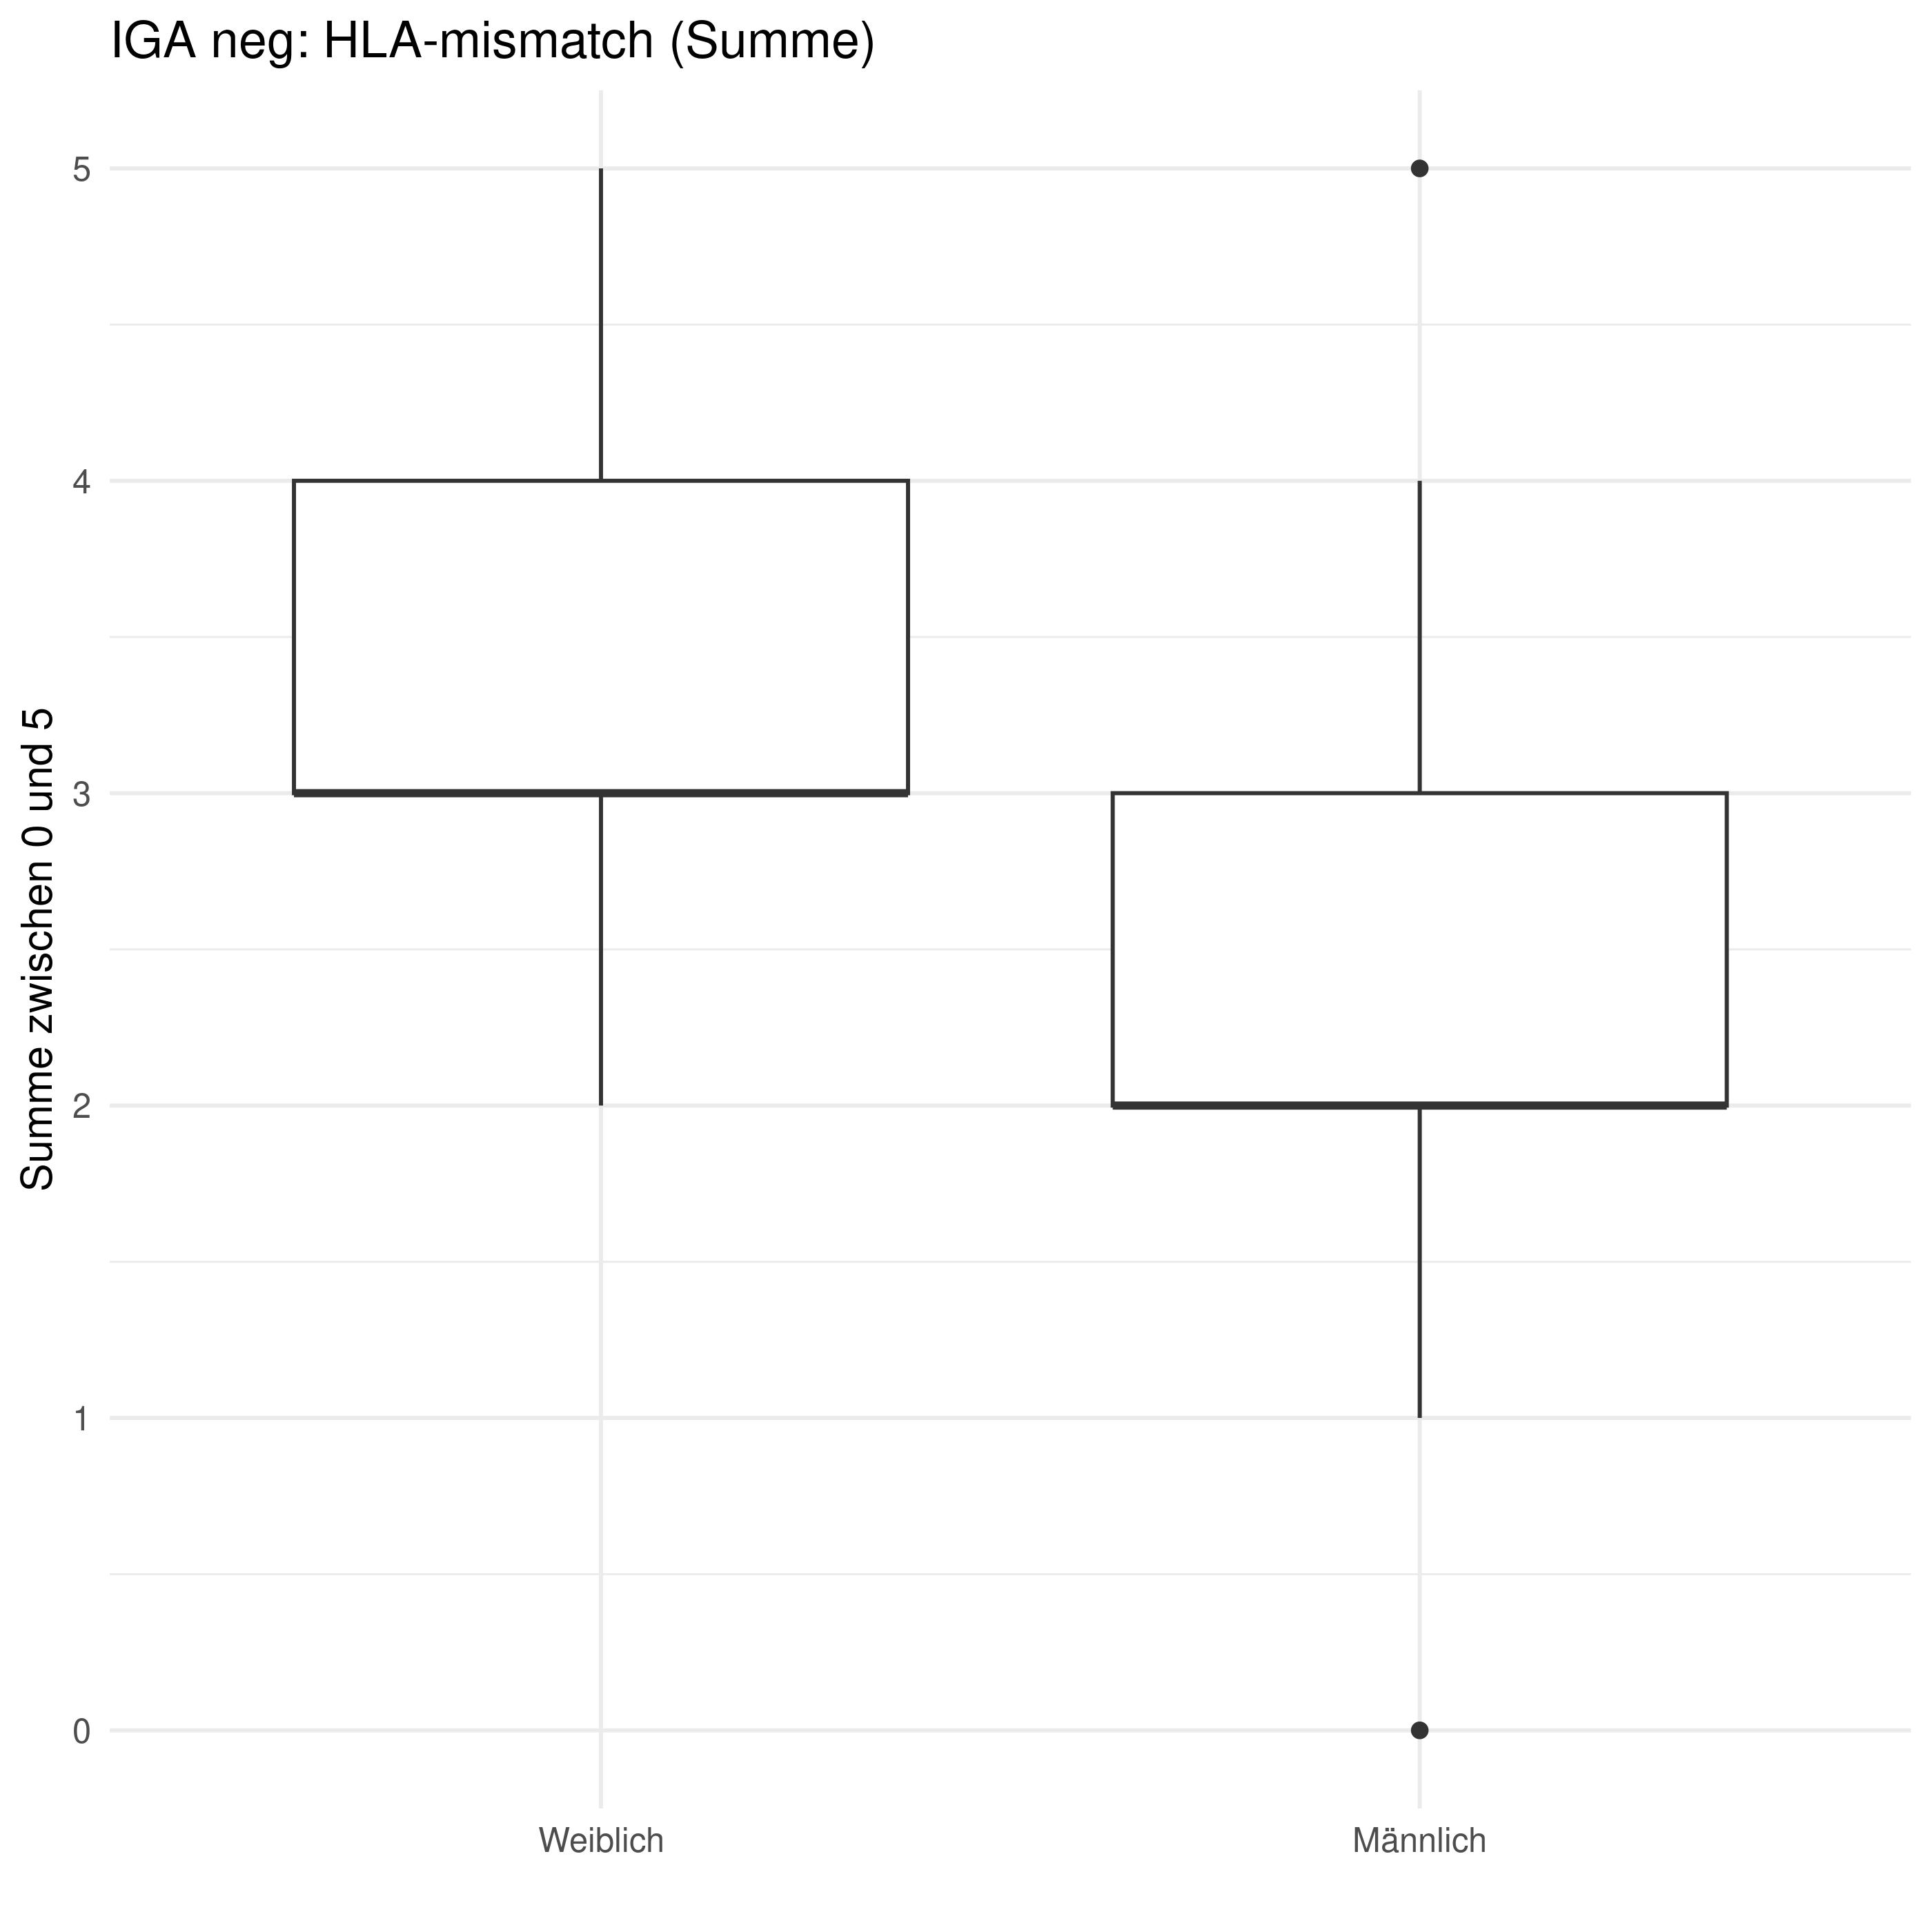 IGA neg: HLA-mismatch (Summe)
Summe zwischen 0 und 5
5
4
3
2
1
0
Weiblich
Männlich